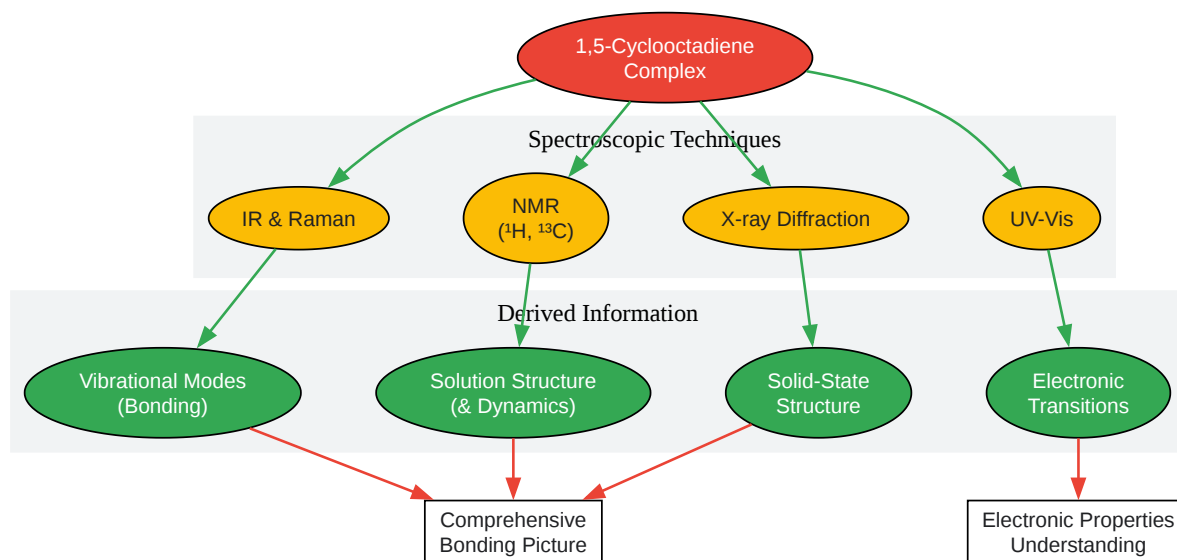 1,5-Cyclooctadiene
Complex
Spectroscopic Techniques
IR & Raman
NMR
(¹H, ¹³C)
X-ray Diffraction
UV-Vis
Derived Information
Vibrational Modes
(Bonding)
Solution Structure
(& Dynamics)
Solid-State
Structure
Electronic
Transitions
Comprehensive
Bonding Picture
Electronic Properties
Understanding